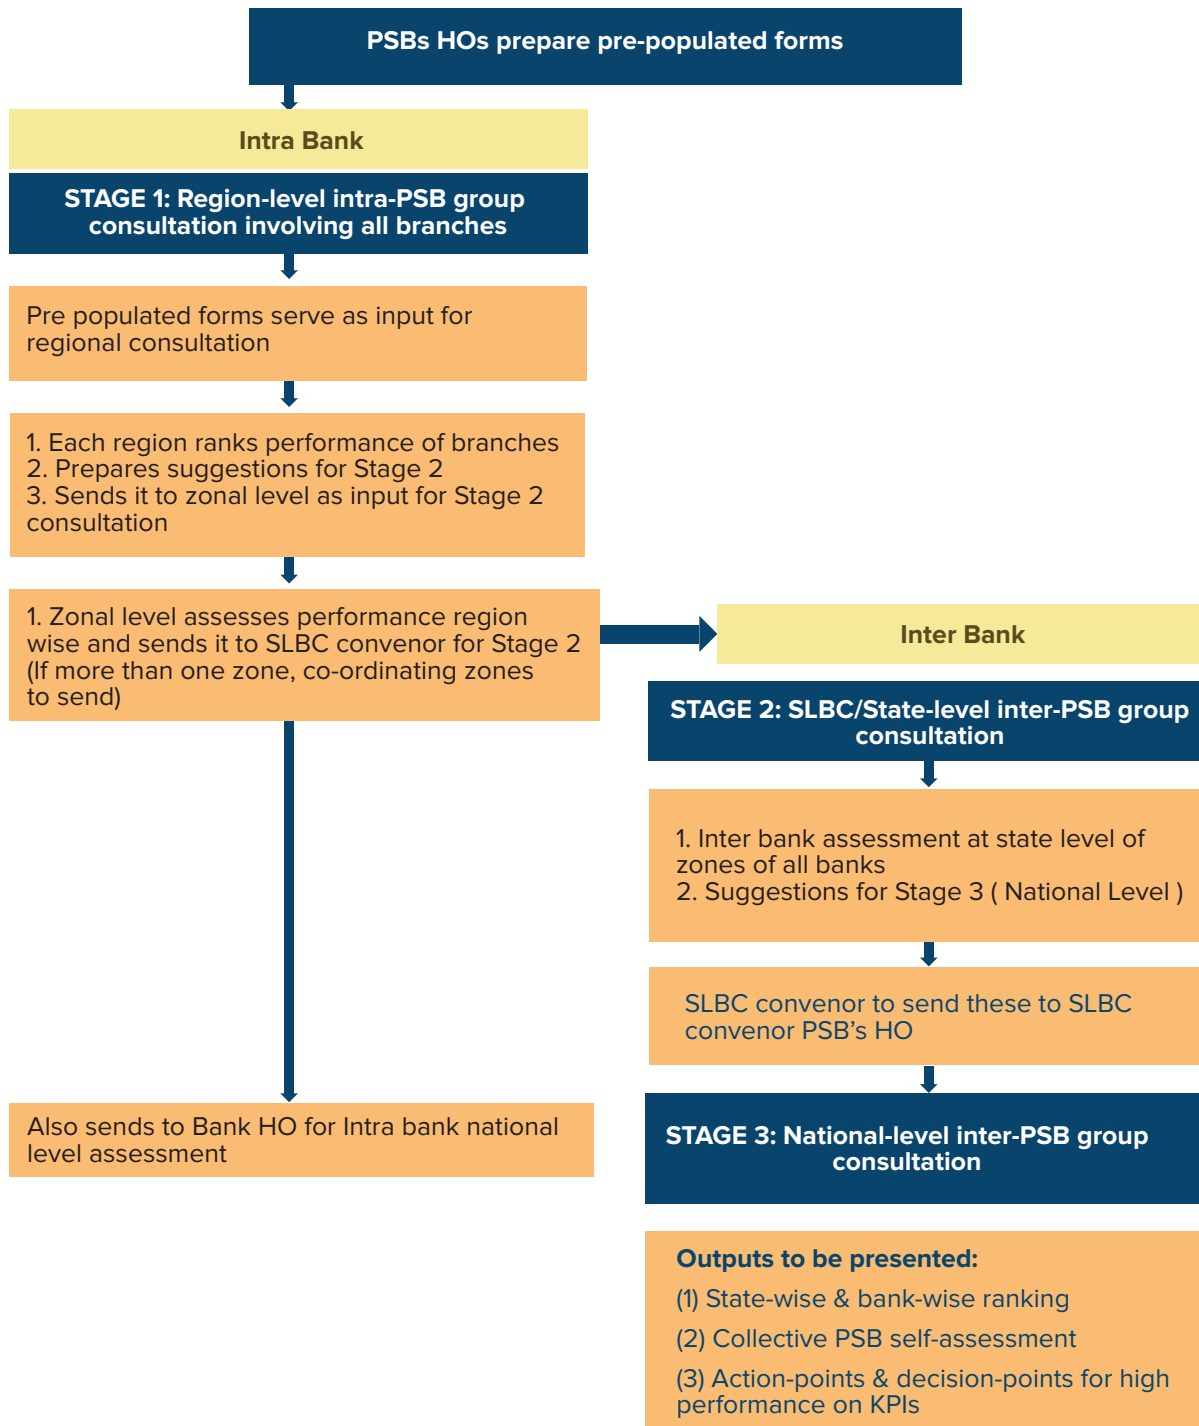 PSBs HOs prepare pre-populated forms
Intra Bank
STAGE 1: Region-level intra-PSB group
consultation involving all branches
Pre populated forms serve as input for
regional consultation
1. Each region ranks performance of branches
2. Prepares suggestions for Stage 2
3. Sends it to zonal level as input for Stage 2
consultation
1. Zonal level assesses performance region
wise and sends it to SLBC convenor for Stage 2
(If more than one zone, co-ordinating zones
to send)
Also sends to Bank HO for Intra bank national
level assessment
Inter Bank
STAGE 2: SLBC/State-level inter-PSB group
consultation
1. Inter bank assessment at state level of
zones of all banks
2. Suggestions for Stage 3 ( National Level )
SLBC convenor to send these to SLBC
convenor PSB's HO
STAGE 3: National-level inter-PSB group
consultation
Outputs to be presented:
(1) State-wise & bank-wise ranking
(2) Collective PSB self-assessment
(3) Action-points & decision-points for high
performance on KPIs